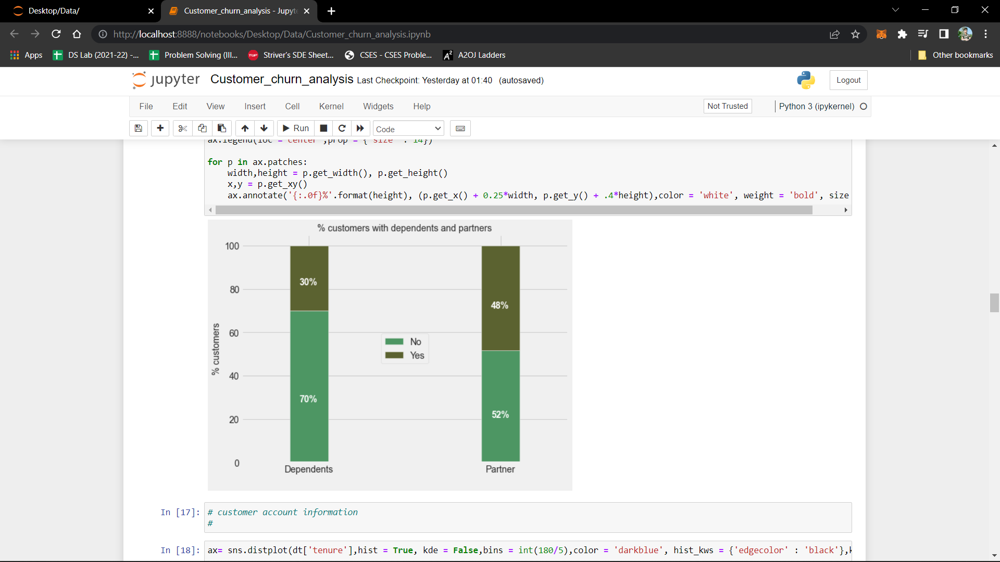 Desktop/Data/
Customer_churn_analysis - Jupyte
http://localhost:8888/notebooks/Desktop/Data/Customer_churn_analysis.ipynb
Apps
DS Lab (2021-22) -...
Problem Solving (III...
TUF
Striver's SDE Sheet...
CSES - CSES Proble...
A2OJ Ladders
Other bookmarks
jupyter Customer_churn_analysis Last Checkpoint: Yesterday at 01:40 (autosaved)
Logout
File Edit View Insert Cell Kernel Widgets Help
Not Trusted
Python 3 (ipykernel)
Run
Code
ax.legend(loc = 'center',prop = {'size' : 14})
for p in ax.patches:
width,height = p.get_width(), p.get_height()
x,y = p.get_xy()
ax.annotate('{:.0f}%'.format(height), (p.get_x() + 0.25*width, p.get_y() + .4*height),color = 'white', weight = 'bold', size
% customers with dependents and partners
100
80
60
40
20
0
% customers
30%
70%
48%
52%
No
Yes
Dependents
Partner
In [17]:
# customer account information
#
In [18]:
ax= sns.distplot(dt['tenure'],hist = True, kde = False,bins = int(180/5),color = 'darkblue', hist_kws = {'edgecolor' : 'black'},k